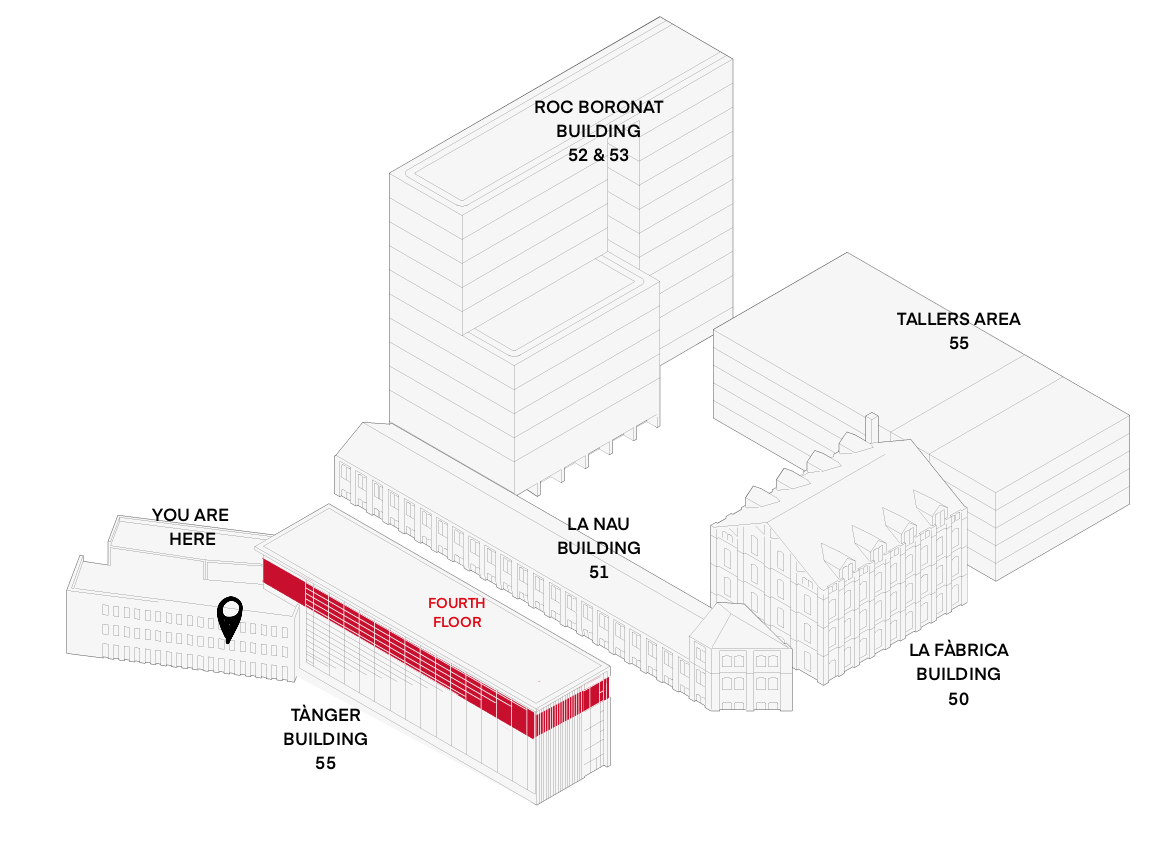 ROC BORONAT
BUILDING
52 & 53
TALLERS AREA
55
YOU ARE
HERE
LA NAU
BUILDING
51
FOURTH
FLOOR
LA FÀBRICA
BUILDING
50
TÀNGER
BUILDING
55